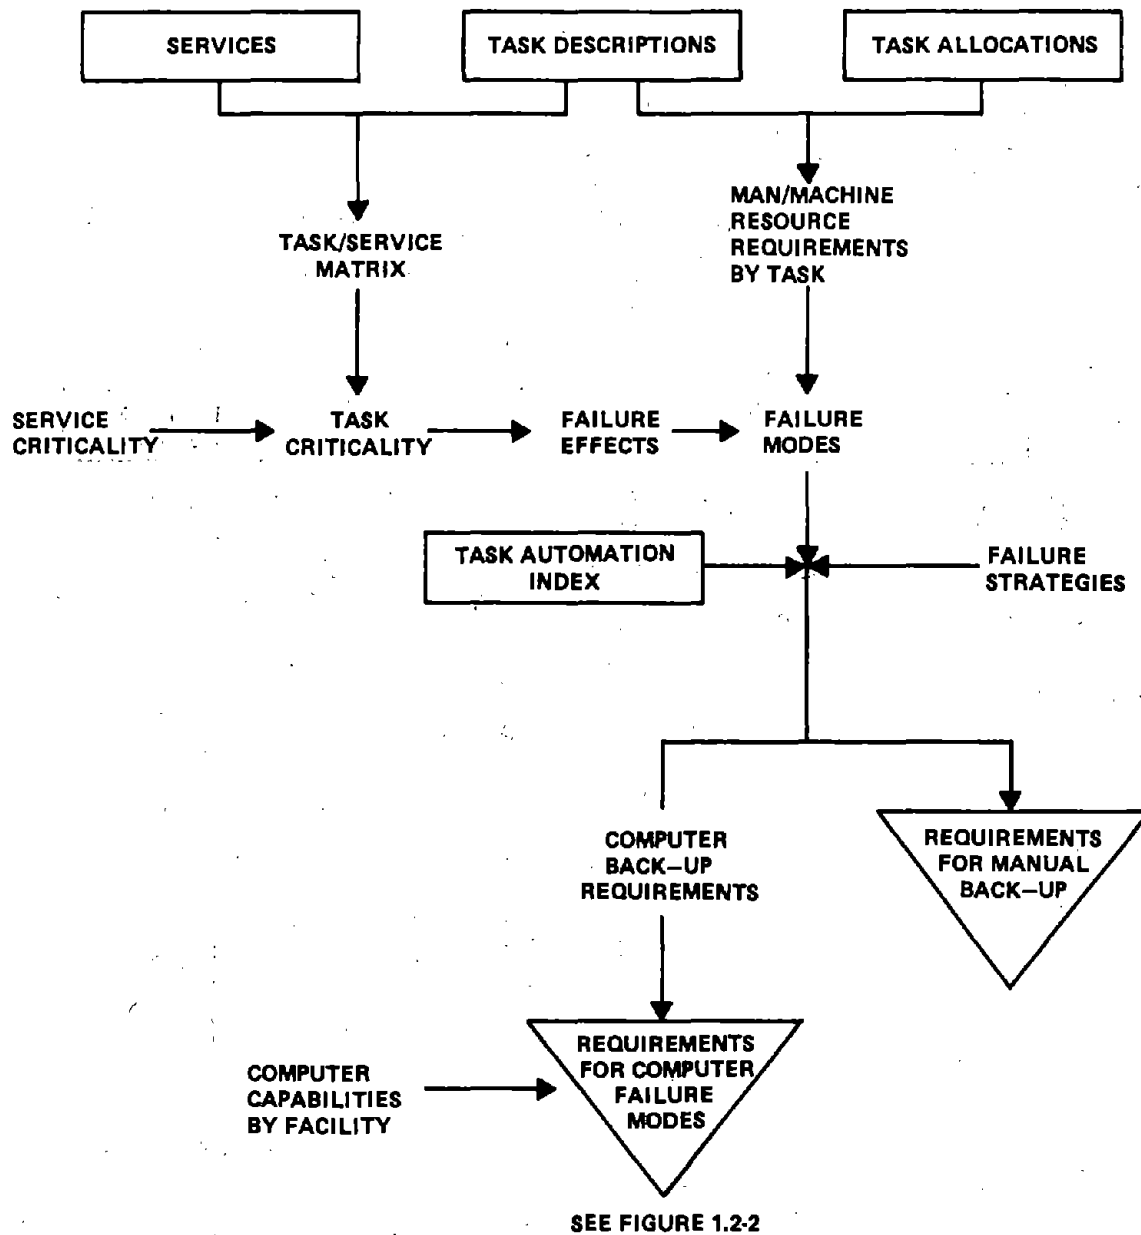 SERVICES
TASK DESCRIPTIONS
TASK ALLOCATIONS
MAN/MACHINE
RESOURCE
REQUIREMENTS
BY TASK
TASK/SERVICE
MATRIX
SERVICE
CRITICALITY
TASK
CRITICALITY
FAILURE
EFFECTS
FAILURE
MODES
TASK AUTOMATION
INDEX
FAILURE
STRATEGIES
COMPUTER
BACK–UP
REQUIREMENTS
REQUIREMENTS
FOR MANUAL
BACK–UP
COMPUTER
CAPABILITIES
BY FACILITY
REQUIREMENTS
FOR COMPUTER
FAILURE
MODES
SEE FIGURE 1.2-2